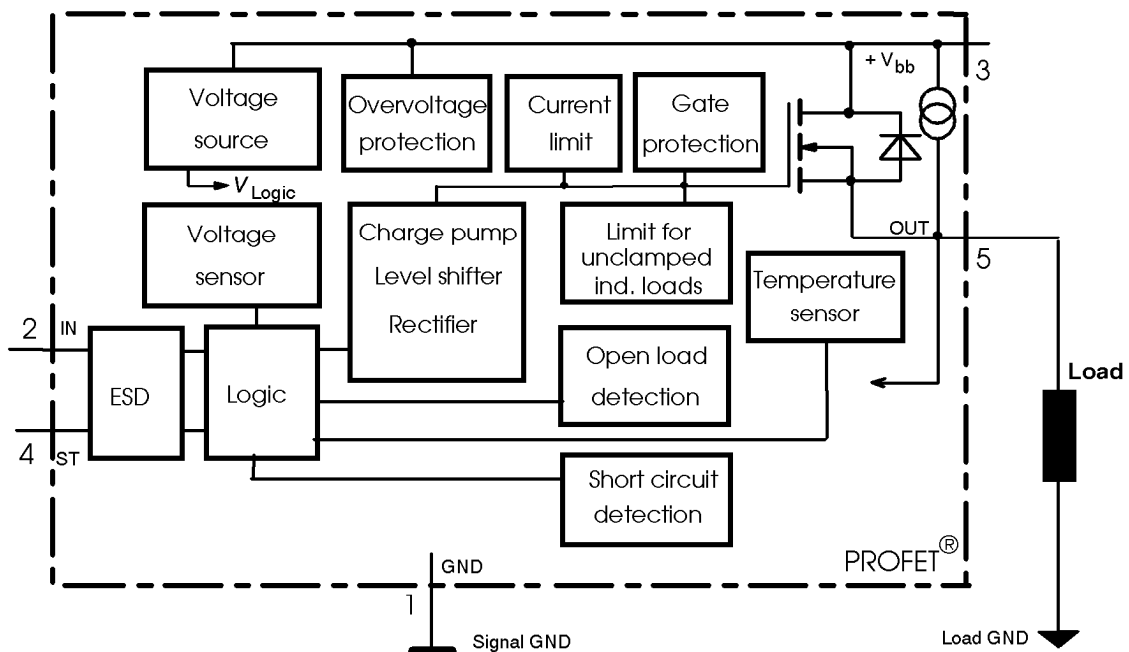 + Vbb
3
Voltage
source
Overvoltage
protection
Current
limit
Gate
protection
VLogic
Voltage
sensor
Charge pump
Level shifter
Rectifier
Limit for
unclamped
ind. loads
OUT
5
Temperature
sensor
2
IN
ESD
Logic
Open load
detection
Load
4
ST
Short circuit
detection
PROFET®
GND
1
Signal GND
Load GND